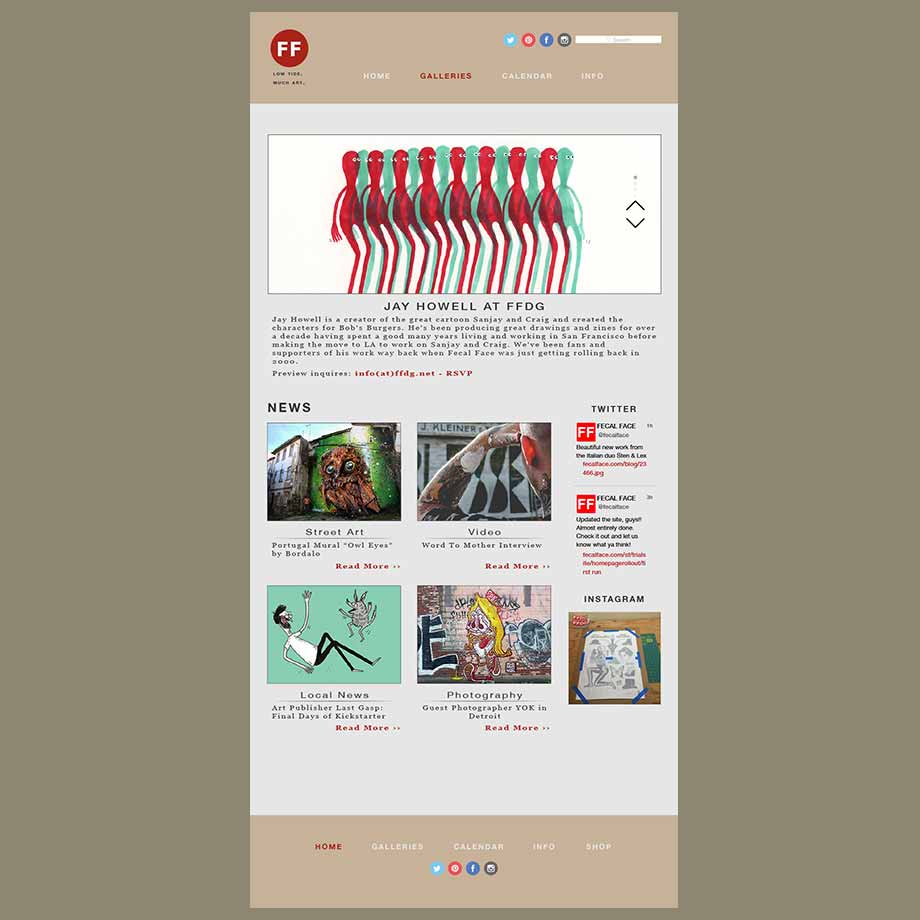 FF
LOW TIDE,
MUCH ART.
Search
HOME GALLERIES CALENDAR INFO
JAY HOWELL AT FFDG
Jay Howell is a creator of the great cartoon Sanjay and Craig and created the
characters for Bob's Burgers. He's been producing great drawings and zines for over
a decade having spent a good many years living and working in San Francisco before
making the move to LA to work on Sanjay and Craig. We've been fans and
supporters of his work way back when Fecal Face was just getting rolling back in
2000.
Preview inquires: info(at)ffdg.net - RSVP
NEWS
J. KLEINER
Street Art
Portugal Mural "Owl Eyes"
by Bordalo
Read More >>
Video
Word To Mother Interview
Read More >>
Local News
Art Publisher Last Gasp:
Final Days of Kickstarter
Read More >>
Photography
Guest Photographer YOK in
Detroit
Read More >>
TWITTER
FF FECAL FACE 1h
@fecalface
Beautiful new work from
the Italian duo Sten & Lex
fecalface.com/blog/23
466.jpg
FF FECAL FACE 3h
@fecalface
Updated the site, guys!!
Almost entirely done.
Check it out and let us
know what ya think!
fecalface.com/sf/trials
ite/homepagerollout/fi
rst run
INSTAGRAM
HOME GALLERIES CALENDAR INFO SHOP